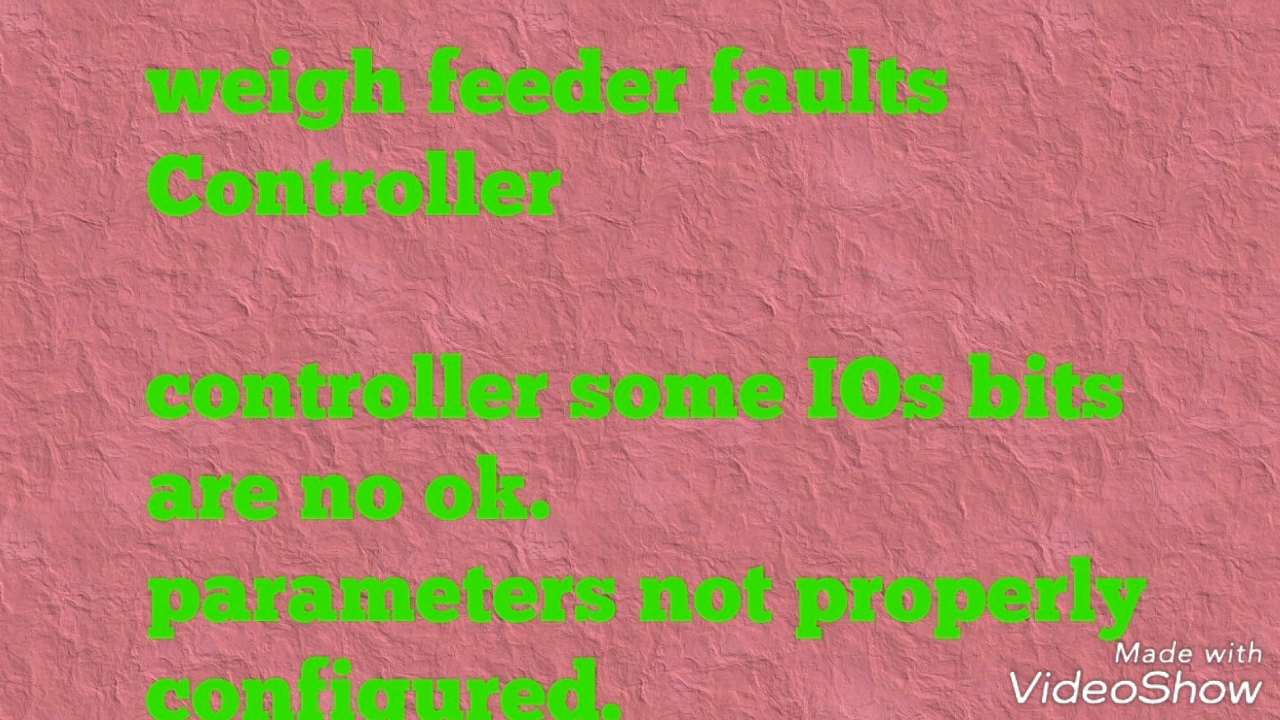 weigh feeder faults
Controller
controller some IOs bits
are no ok.
parameters not properly
configured.
Made with
VideoShow